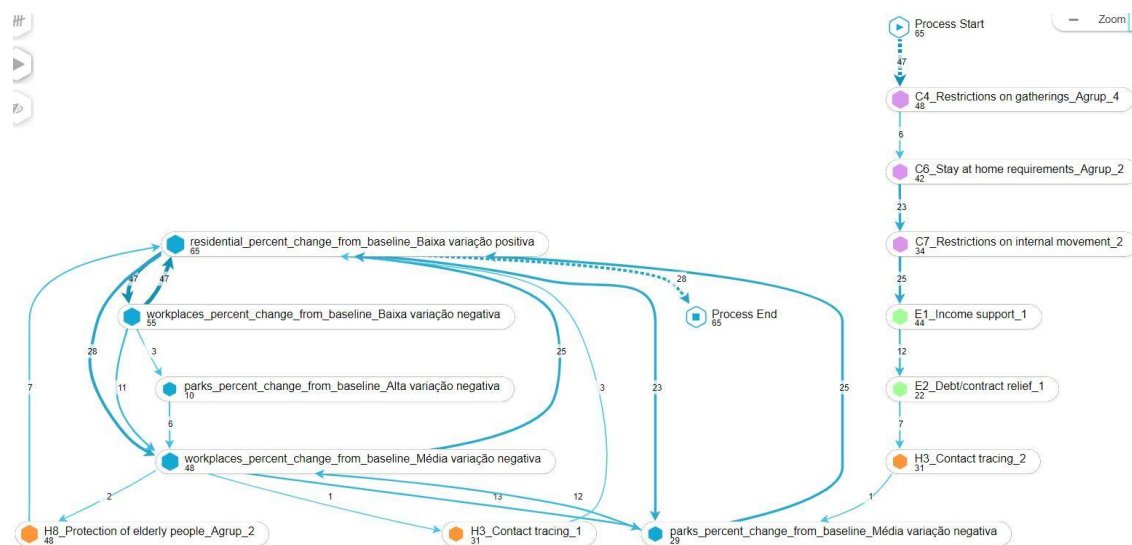 Process Start
65
Zoom
47
C4_Restrictions on gatherings_Agrup_4
48
6
C6_Stay at home requirements_Agrup_2
42
23
C7_Restrictions on internal movement_2
34
25
residential_percent_change_from_baseline_Baixa variação positiva
65
47
47
28
workplaces_percent_change_from_baseline_Baixa variação negativa
55
Process End
65
E1_Income support_1
44
28
11
3
25
12
7
parks_percent_change_from_baseline_Alta variação negativa
10
3
23
25
E2_Debt/contract relief_1
22
6
7
workplaces_percent_change_from_baseline_Média variação negativa
48
H3_Contact tracing_2
31
2
1
13
12
1
H8_Protection of elderly people_Agrup_2
48
H3_Contact tracing_1
31
parks_percent_change_from_baseline_Média variação negativa
29